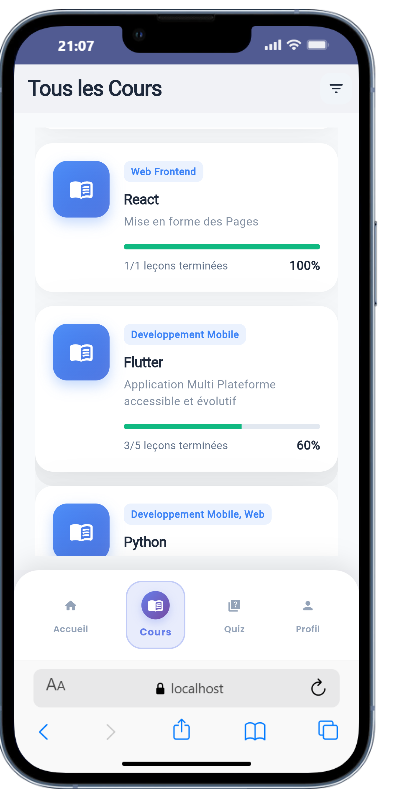 21:07
Tous les Cours
Web Frontend
React
Mise en forme des Pages
1/1 leçons terminées 100%
Developpement Mobile
Flutter
Application Multi Plateforme
accessible et évolutif
3/5 leçons terminées 60%
Developpement Mobile, Web
Python
Accueil Cours Quiz Profil
AA localhost